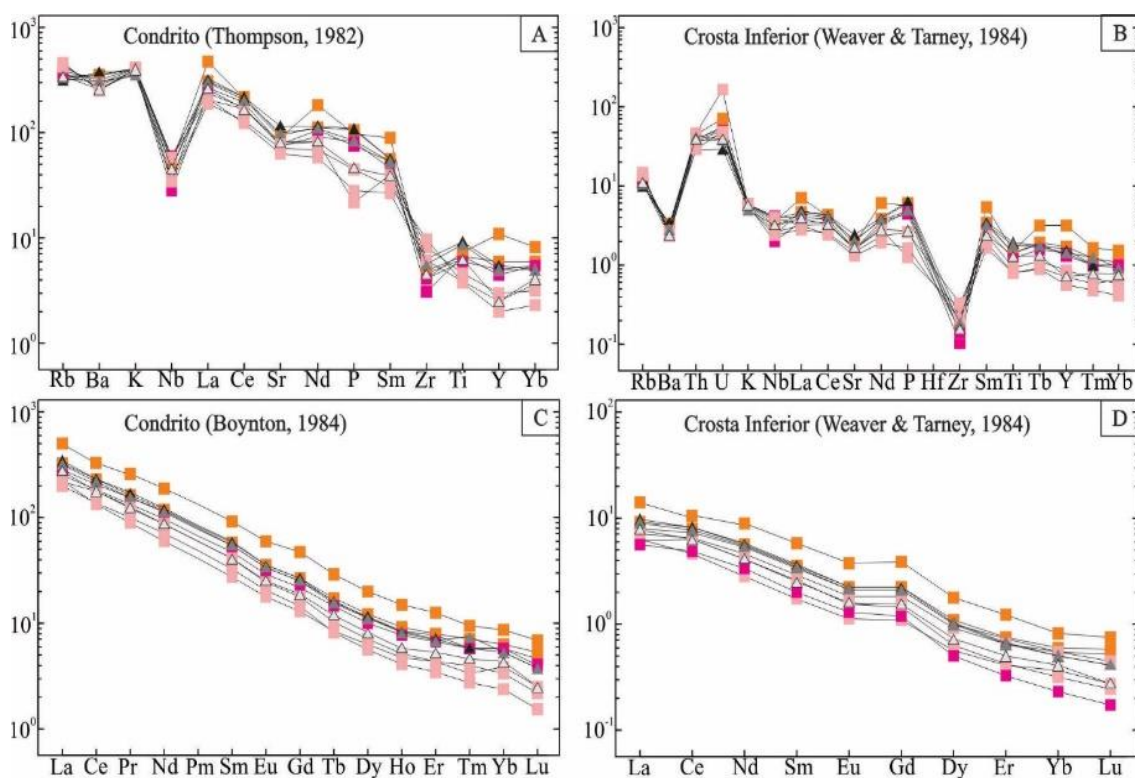 Condrito (Thompson, 1982)
A
10³
10²
10¹
10⁰
Rb Ba K Nb La Ce Sr Nd P Sm Zr Ti Y Yb
Crosta Inferior (Weaver & Tarney, 1984)
B
10³
10²
10¹
10⁰
10⁻¹
Rb Ba Th U K Nb La Ce Sr Nd P Hf Zr Sm Ti Tb Y Tm Yb
Condrito (Boynton, 1984)
C
10³
10²
10¹
10⁰
La Ce Pr Nd Pm Sm Eu Gd Tb Dy Ho Er Tm Yb Lu
Crosta Inferior (Weaver & Tarney, 1984)
D
10²
10¹
10⁰
10⁻¹
La Ce Nd Sm Eu Gd Dy Er Yb Lu